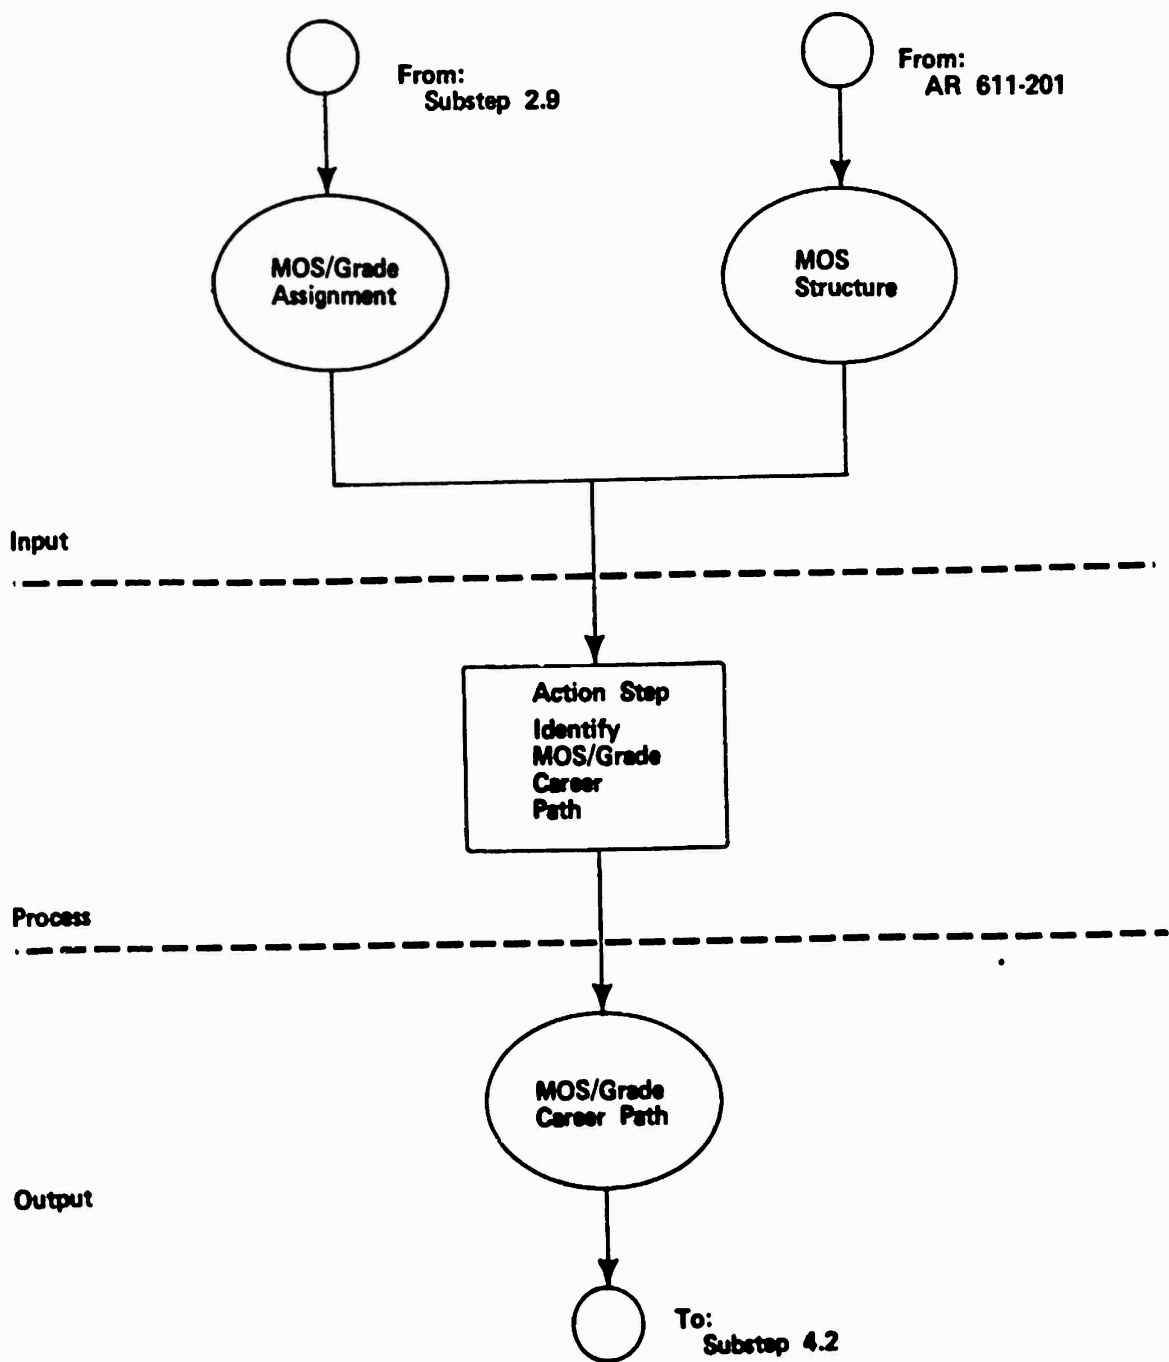 From:
Substep 2.9
From:
AR 611-201
MOS/Grade
Assignment
MOS
Structure
Input
Action Step
Identify
MOS/Grade
Career
Path
Process
MOS/Grade
Career Path
Output
To:
Substep 4.2